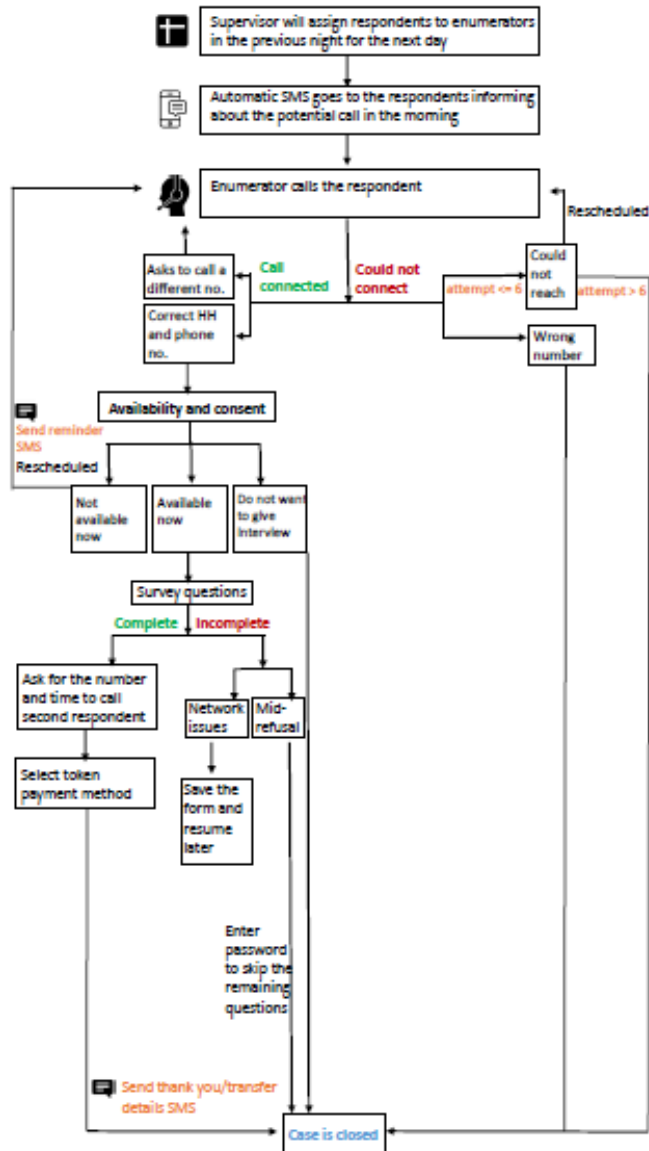 Supervisor will assign respondents to enumerators
in the previous night for the next day
Automatic SMS goes to the respondents informing
about the potential call in the morning
Enumerator calls the respondent
Rescheduled
Asks to call a
different no.
Call
connected
Could not
connect
attempt <= 6
Could
not
reach
attempt > 6
Correct HH
and phone
no.
Wrong
number
Availability and consent
Send reminder
SMS
Rescheduled
Not
available
now
Available
now
Do not want
to give
Interview
Survey questions
Complete
Incomplete
Ask for the number
and time to call
second respondent
Network
issues
Mid-
refusal
Select token
payment method
Save the
form and
resume
later
Enter
password
to skip the
remaining
questions
Send thank you/transfer
details SMS
Case is closed